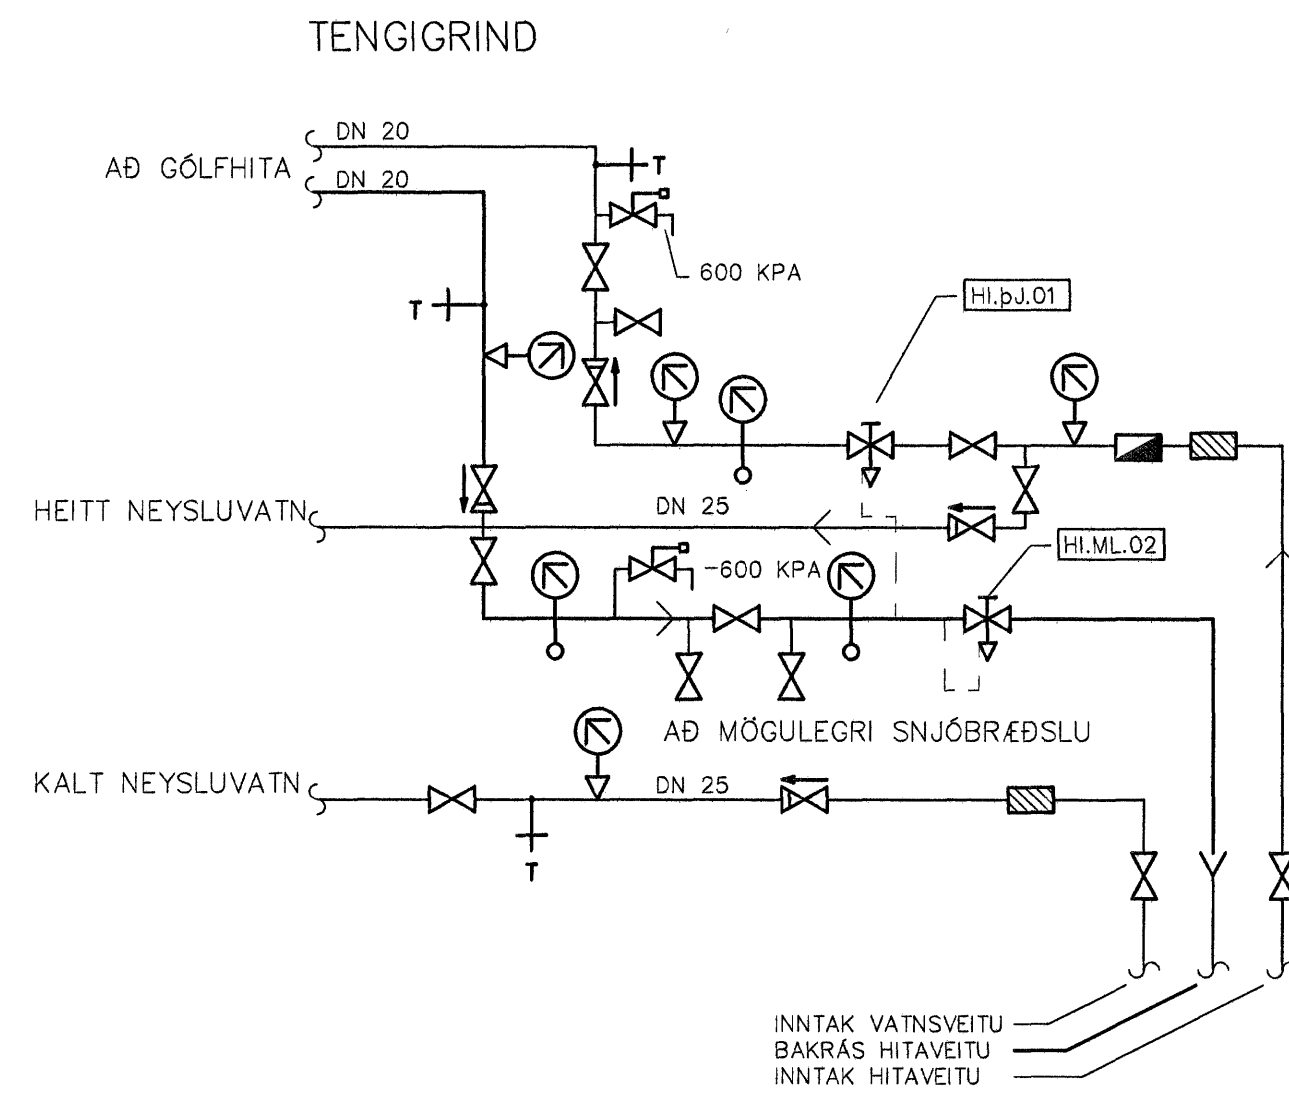 TENGIGRIND
DN 20
AÐ GÓLFHITA
DN 20
T
600 KPA
HI.þJ.01
T
HEITT NEYSLUVATN
DN 25
HI.ML.02
-600 KPA
AÐ MÖGULEGRI SNJÓBRÆÐSLU
KALT NEYSLUVATN
DN 25
T
INNTAK VATNSVEITU
BAKRÁS HITAVEITU
INNTAK HITAVEITU